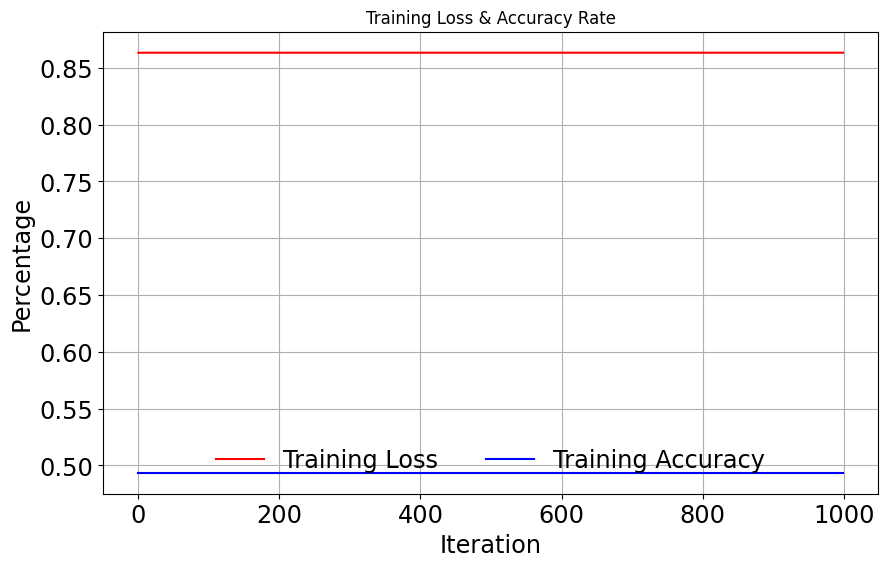 Training Loss & Accuracy Rate
Percentage
0.85
0.80
0.75
0.70
0.65
0.60
0.55
0.50
Training Loss Training Accuracy
0 200 400 600 800 1000
Iteration